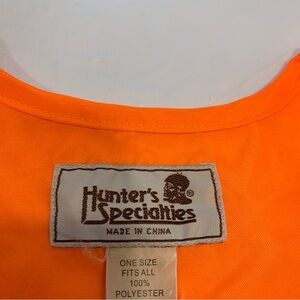 Hunter's
Specialties
®
MADE IN CHINA
ONE SIZE
FITS ALL
100%
POLYESTER